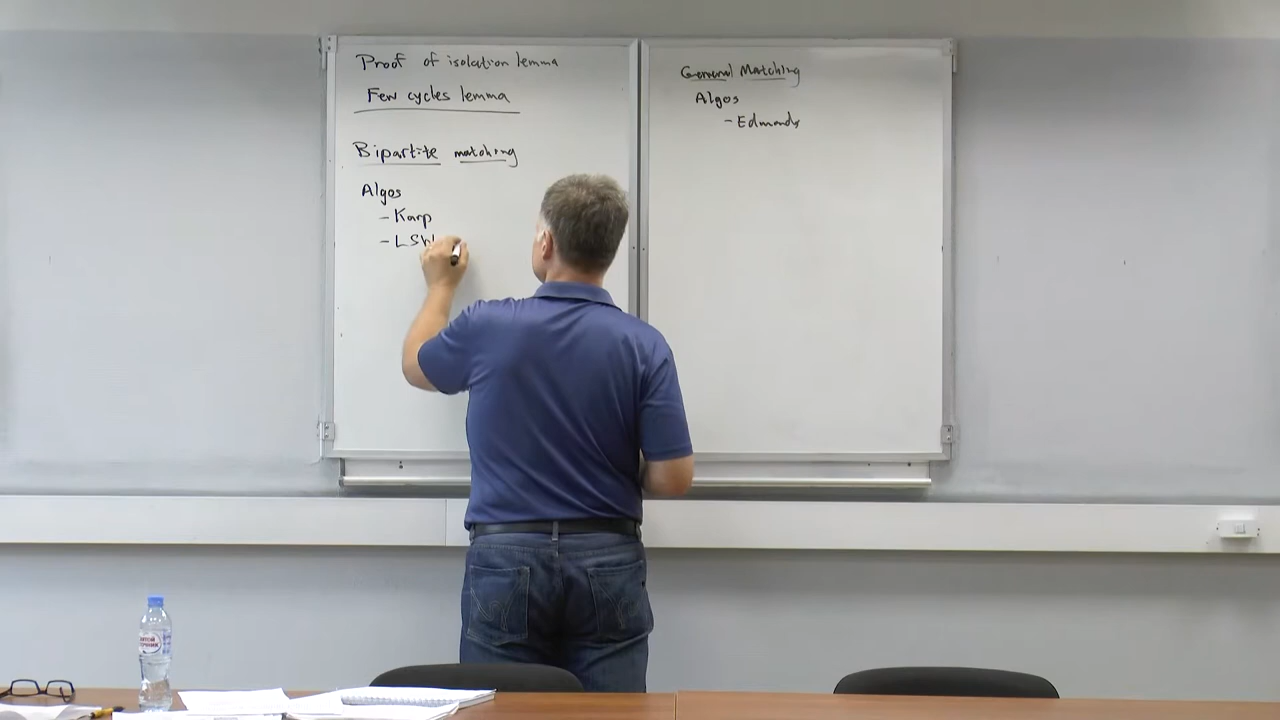 Proof of isolation lemma
Few cycles lemma
Bipartite matching
Algos
- Karp
General Matching
Algos
- Edmonds